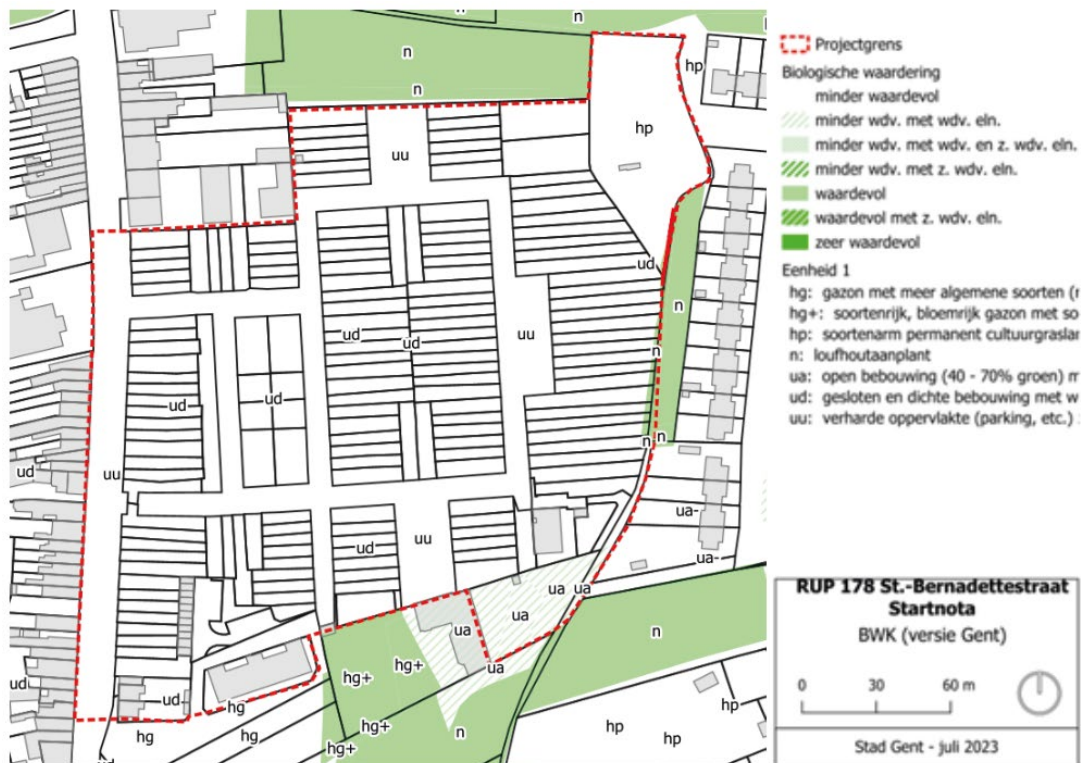 n
n
n
n
hp
hp
uu
ud
ud
ud
uu
n
n
ud
ud
uu
ud
n
n
ud
uu
ua-
ua-
ua
ua
ua
ua
ua
n
hg+
hg+
hg+
hg+
n
ud
ud
hg
hg
hg
hp
hp
hp
Projectgrens
Biologische waardering
minder waardevol
minder wdv. met wdv. eln.
minder wdv. met wdv. en z. wdv. eln.
minder wdv. met z. wdv. eln.
waardevol
waardevol met z. wdv. eln.
zeer waardevol
Eenheid 1
hg: gazon met meer algemene soorten
hg+: soortenrijk, bloemrijk gazon met so
hp: soortenarm permanent cultuurgraslan
n: loufhoutaanplant
ua: open bebouwing (40 - 70% groen) m
ud: gesloten en dichte bebouwing met w
uu: verharde oppervlakte (parking, etc.)
RUP 178 St.-Bernadettestraat
Startnota
BWK (versie Gent)
0 30 60 m
Stad Gent - juli 2023